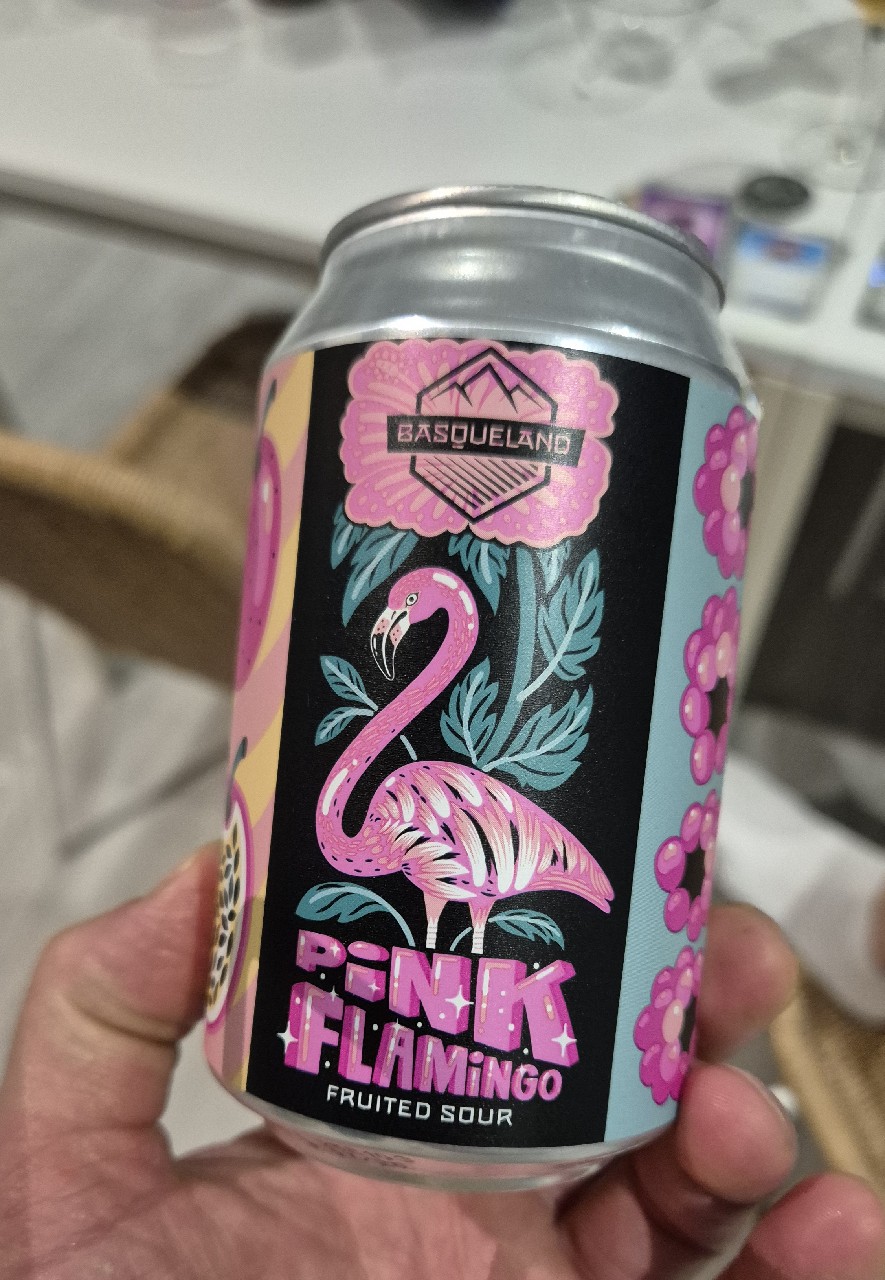 BASQUELAND
PiNK
FLAMiNGO
FRUITED SOUR